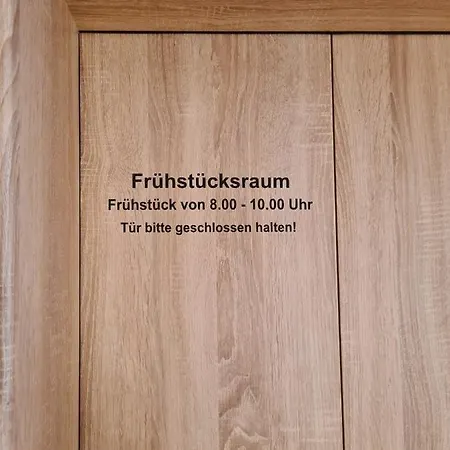 Frühstücksraum
Frühstück von 8.00 - 10.00 Uhr
Tür bitte geschlossen halten!